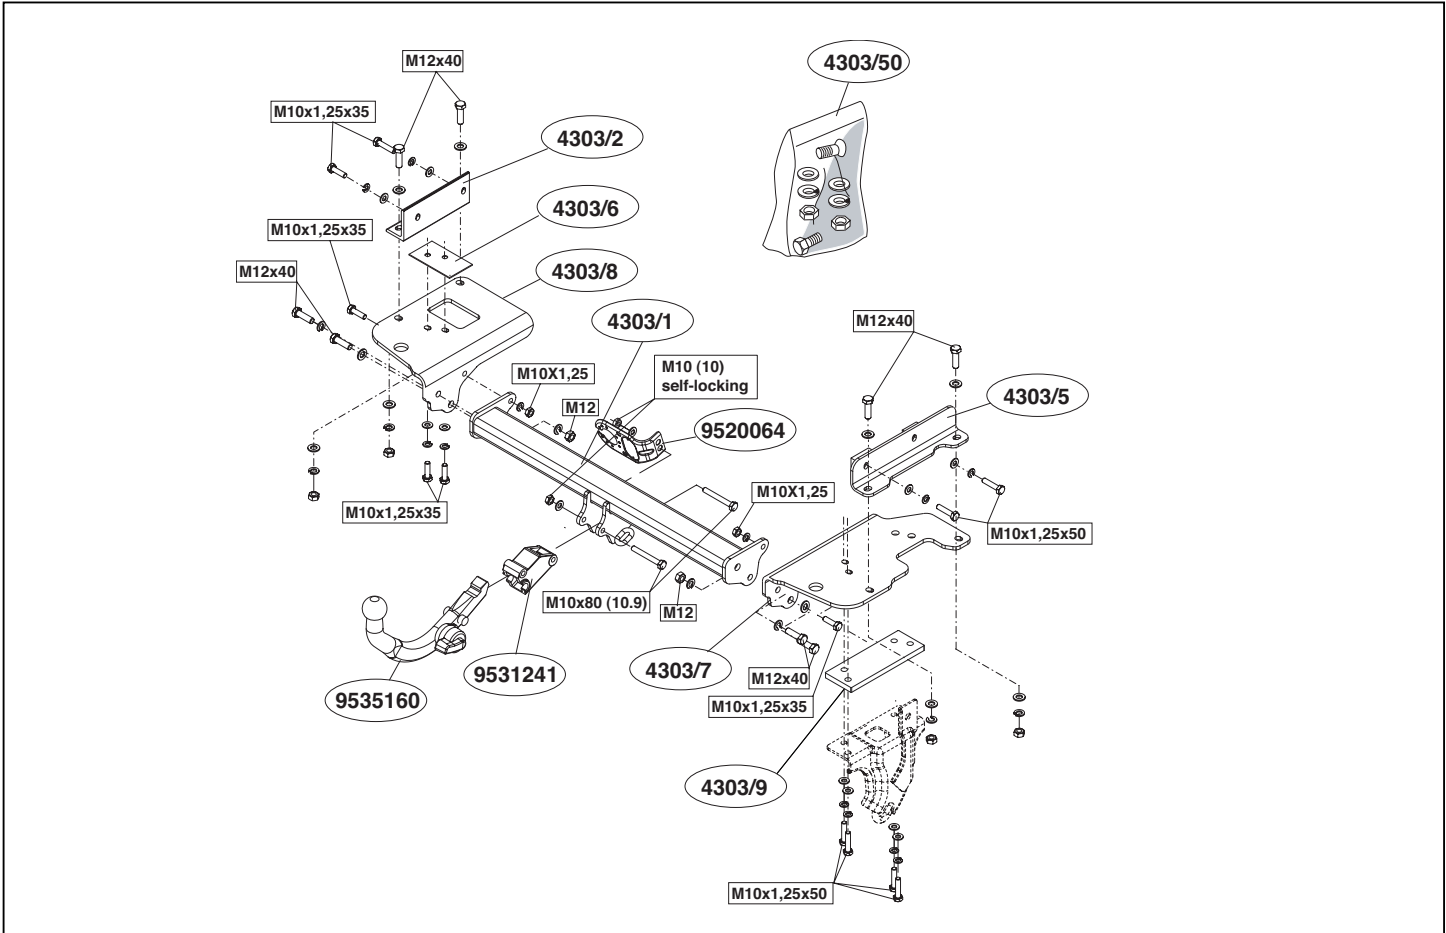 M12x40
4303/50
M10x1,25x35
4303/2
4303/6
M10x1,25x35
4303/8
M12x40
4303/1
M12x40
M10 (10)
self-locking
M10X1,25
4303/5
M12
9520064
M10X1,25
M10x1,25x35
M10x1,25x50
M10x80 (10.9)
M12
4303/7
9531241
M12x40
9535160
M10x1,25x35
4303/9
M10x1,25x50